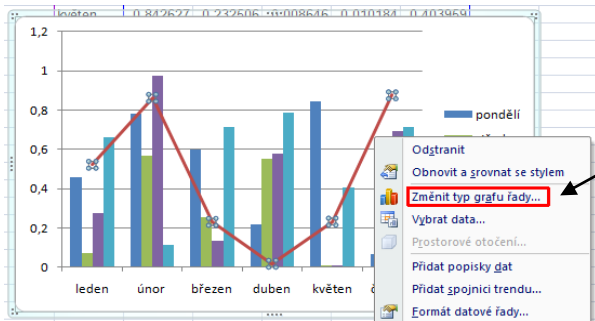 květen 0,842627 0,232506 0,008646 0,010184 0,403959
1,2
1
0,8
0,6
0,4
0,2
0
leden únor březen duben květen
pondělí
Odstranit
Obnovit a srovnat se stylem
Změnit typ grafu řady...
Vybrat data...
Prostorové otočení...
Přidat popisky dat
Přidat spojnici trendu...
Formát datové řady...